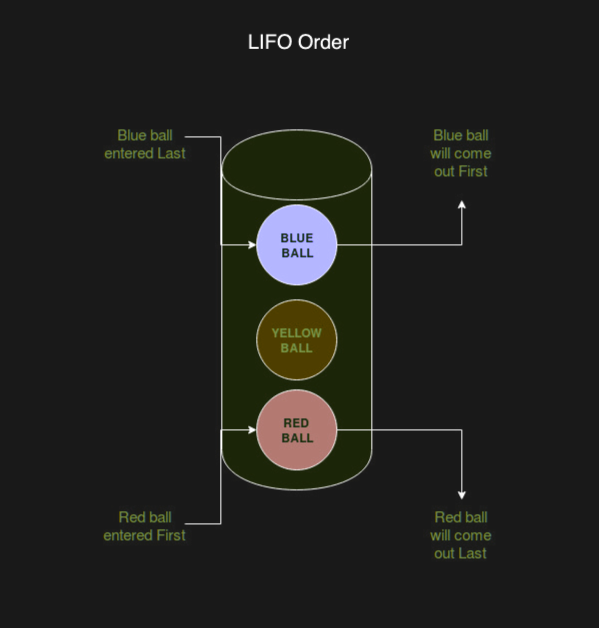 LIFO Order
Blue ball
entered Last
Blue ball
will come
out First
BLUE
BALL
YELLOW
BALL
RED
BALL
Red ball
entered First
Red ball
will come
out Last